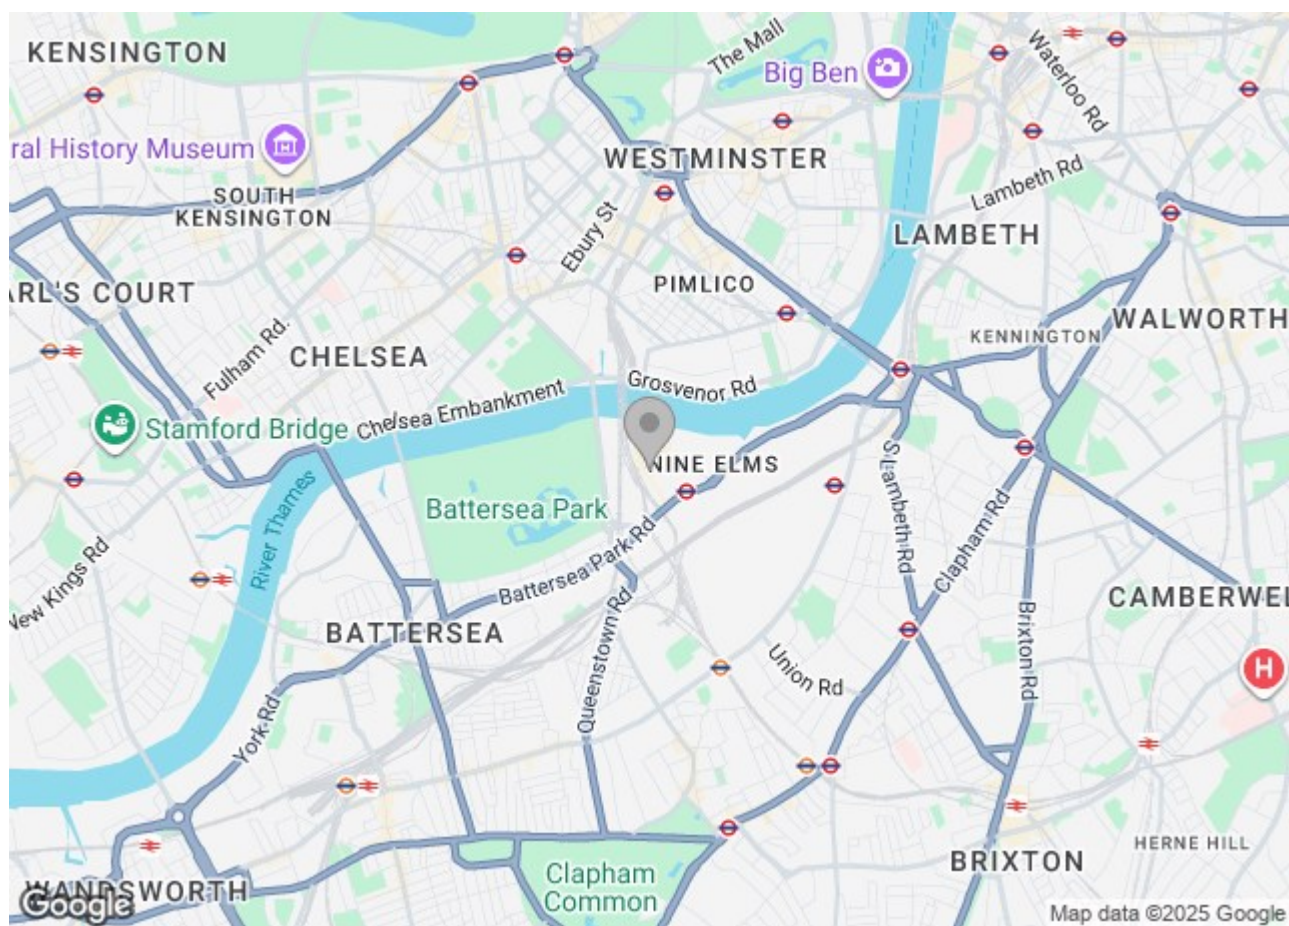 KENSINGTON
The Mall
Big Ben
Waterloo Rd
ral History Museum
WESTMINSTER
Lambeth Rd
SOUTH
KENSINGTON
Ebury St
LAMBETH
ARL'S COURT
PIMLICO
WALWORTH
KENNINGTON
Fulham Rd.
CHELSEA
Grosvenor Rd
Chelsea Embankment
Stamford Bridge
NINE ELMS
S Lambeth Rd
Battersea Park
River Thames
Clapham Rd
New Kings Rd
Battersea Park Rd
CAMBERWEL
BATTERSEA
Queenstown Rd
Union Rd
Brixton Rd
H
York Rd
HERNE HILL
BRIXTON
Clapham
Common
WANDSWORTH
Google
Map data ©2025 Google